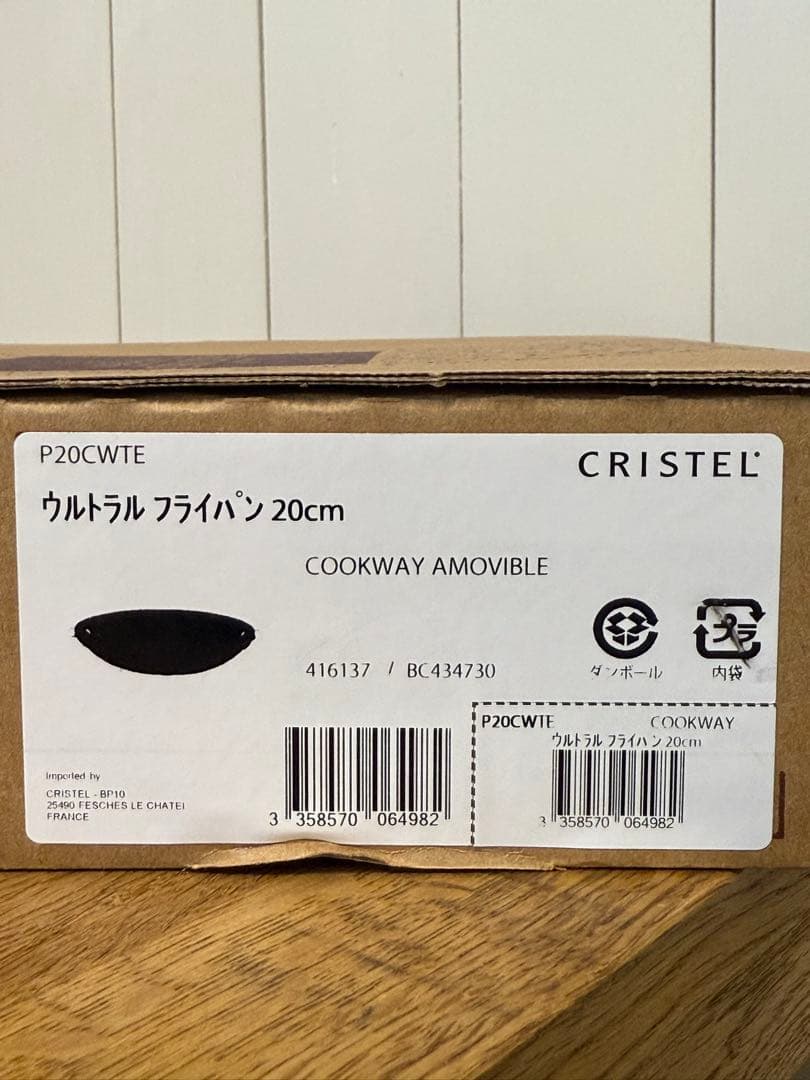 P20CWTE
CRISTEL
ウルトラル フライパン 20cm
COOKWAY AMOVIBLE
416137 / BC434730
ダンボール
プラ
内袋
Imported by
CRISTEL - BP10
25490 FESCHES LE CHATEl
FRANCE
3 358570 064982
P20CWTE COOKWAY
ウルトラル フライパン 20cm
3 358570 064982